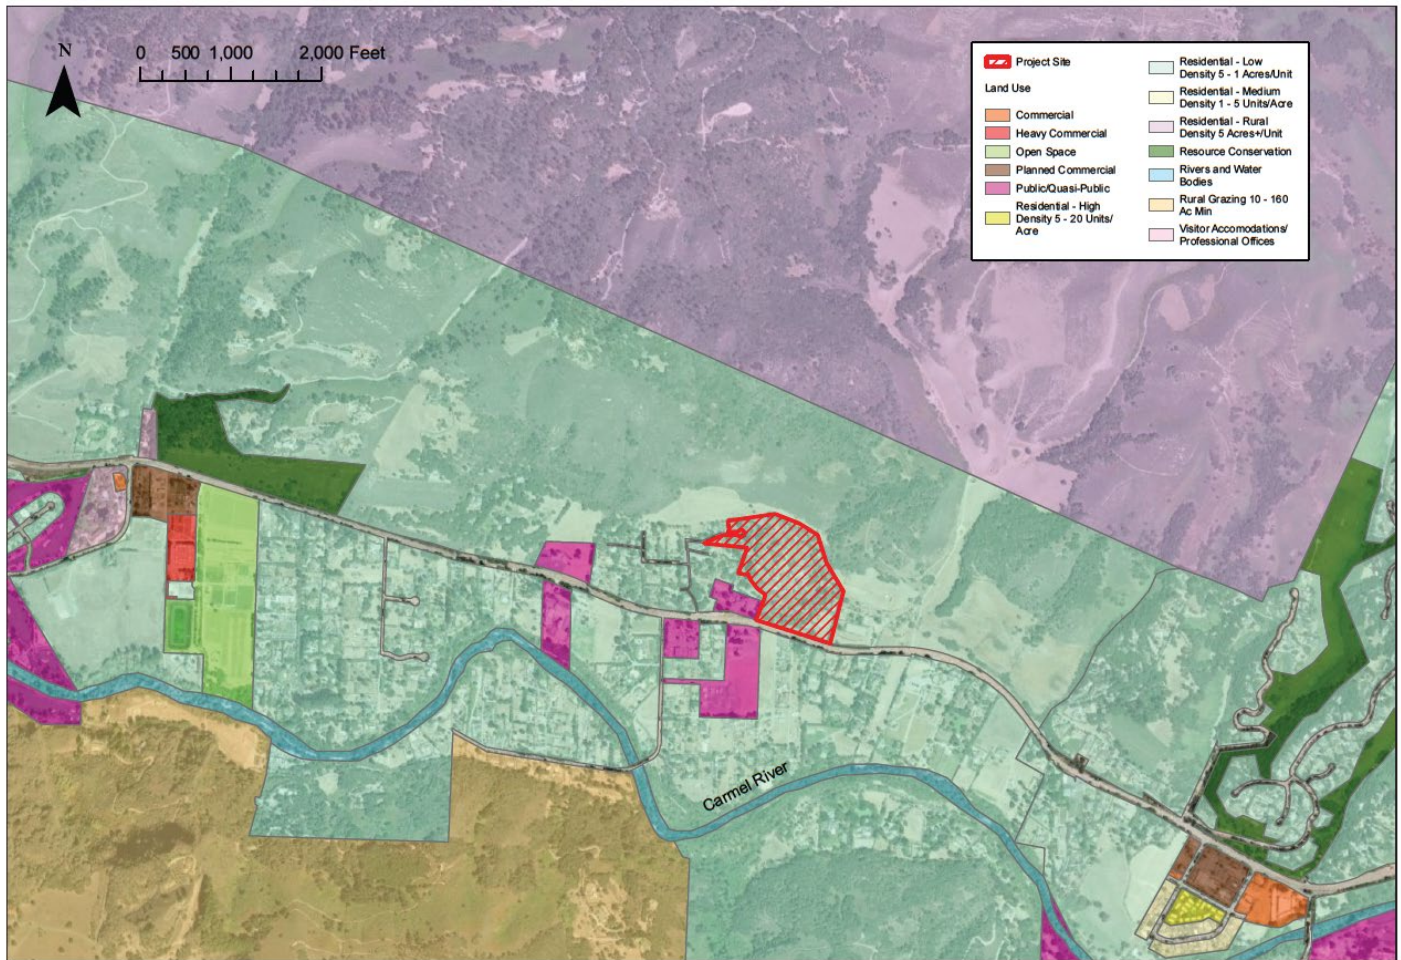 N
0 500 1,000 2,000 Feet
Project Site
Land Use
Commercial
Heavy Commercial
Open Space
Planned Commercial
Public/Quasi-Public
Residential - High
Density 5 - 20 Units/
Acre
Residential - Low
Density 5 - 1 Acres/Unit
Residential - Medium
Density 1 - 5 Units/Acre
Residential - Rural
Density 5 Acres+/Unit
Resource Conservation
Rivers and Water
Bodies
Rural Grazing 10 - 160
Ac Min
Visitor Accomodations/
Professional Offices
Carmel River